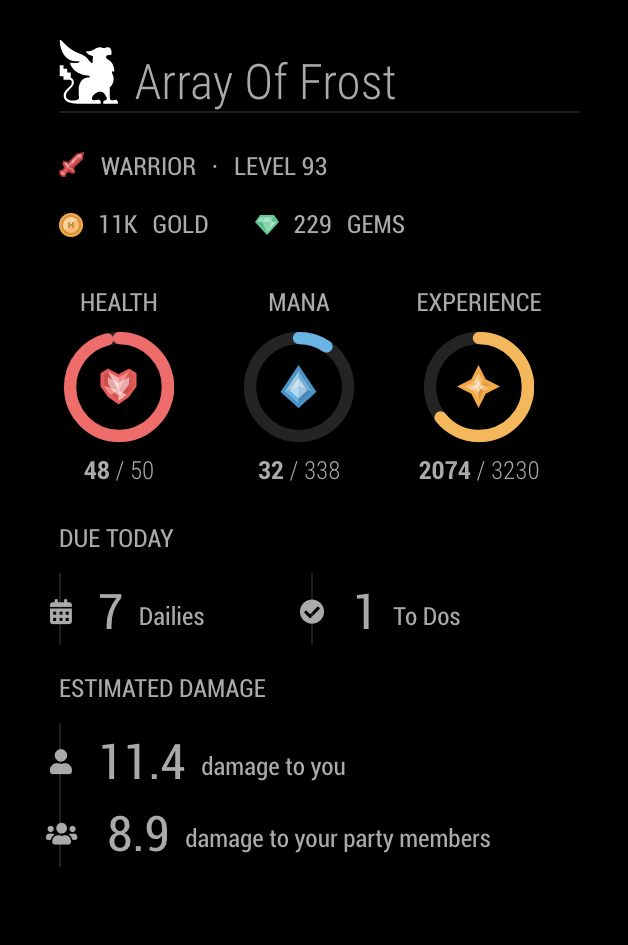 Array Of Frost
WARRIOR · LEVEL 93
H 11K GOLD 229 GEMS
HEALTH MANA EXPERIENCE
48 / 50 32 / 338 2074 / 3230
DUE TODAY
7 Dailies 1 To Dos
ESTIMATED DAMAGE
11.4 damage to you
8.9 damage to your party members